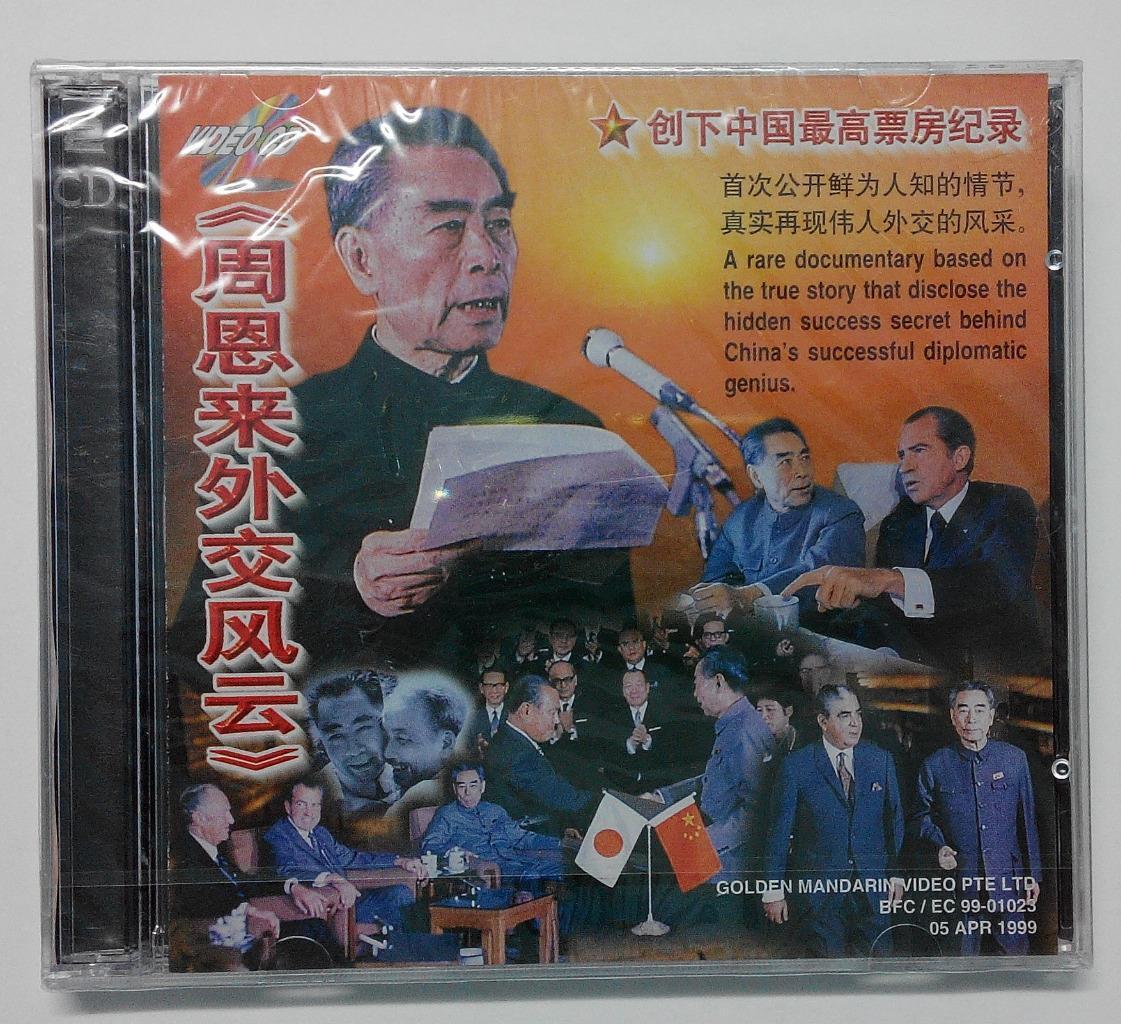 VIDEO CD
CD
《周恩来外交风云》
创下中国最高票房纪录
首次公开鲜为人知的情节，
真实再现伟人外交的风采。
A rare documentary based on
the true story that disclose the
hidden success secret behind
China's successful diplomatic
genius.
GOLDEN MANDARIN VIDEO PTE LTD
BFC / EC 99-01023
05 APR 1999